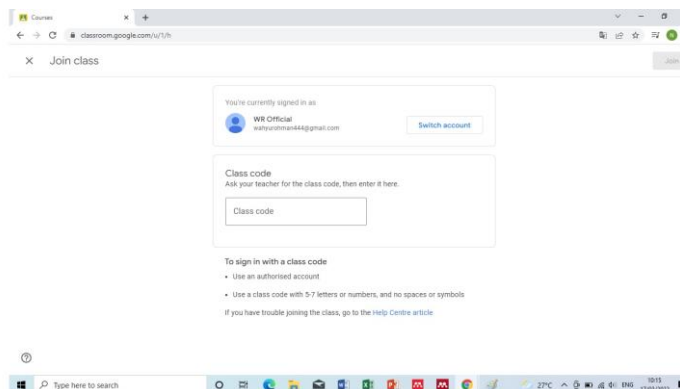 Courses
classroom.google.com/u/1/h
Join class
Join
You're currently signed in as
WR Official
wahyurohman444@gmail.com
Switch account
Class code
Ask your teacher for the class code, then enter it here.
Class code
To sign in with a class code
• Use an authorised account
• Use a class code with 5-7 letters or numbers, and no spaces or symbols
If you have trouble joining the class, go to the Help Centre article
Type here to search
27°C
ENG
10:15